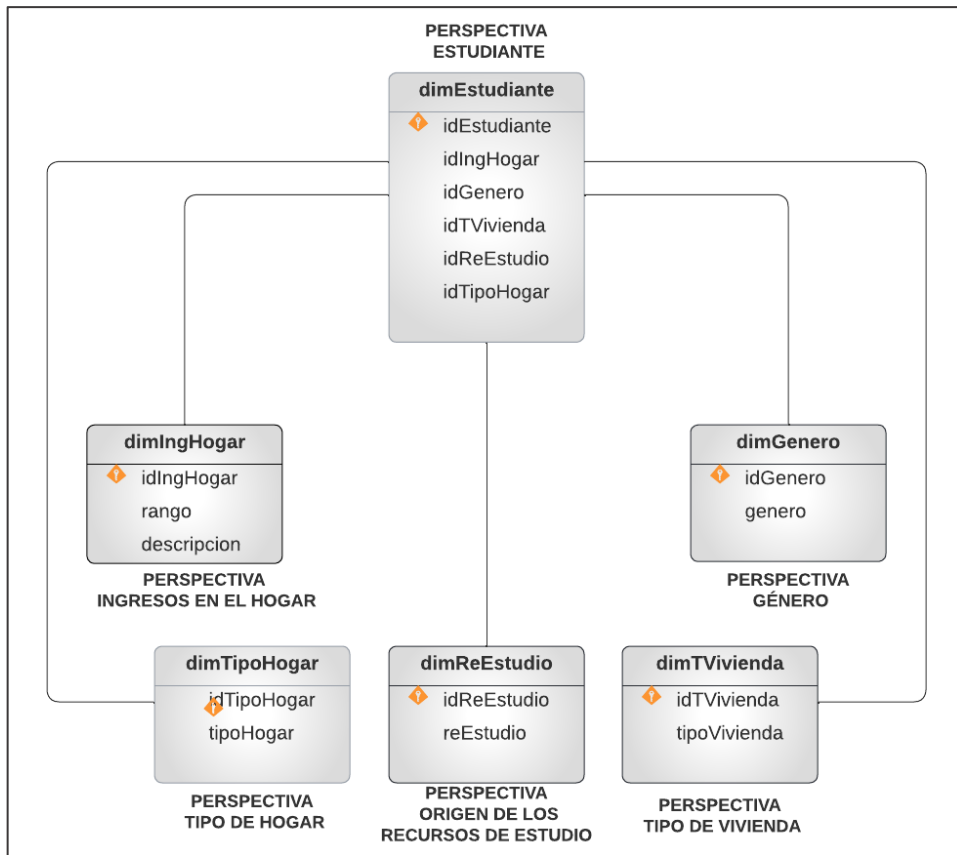 PERSPECTIVA
ESTUDIANTE
dimEstudiante
idEstudiante
idIngHogar
idGenero
idTVivienda
idReEstudio
idTipoHogar
dimIngHogar
idIngHogar
rango
descripcion
PERSPECTIVA
INGRESOS EN EL HOGAR
dimGenero
idGenero
genero
PERSPECTIVA
GÉNERO
dimTipoHogar
idTipoHogar
tipoHogar
PERSPECTIVA
TIPO DE HOGAR
dimReEstudio
idReEstudio
reEstudio
PERSPECTIVA
ORIGEN DE LOS
RECURSOS DE ESTUDIO
dimTVivienda
idTVivienda
tipoVivienda
PERSPECTIVA
TIPO DE VIVIENDA